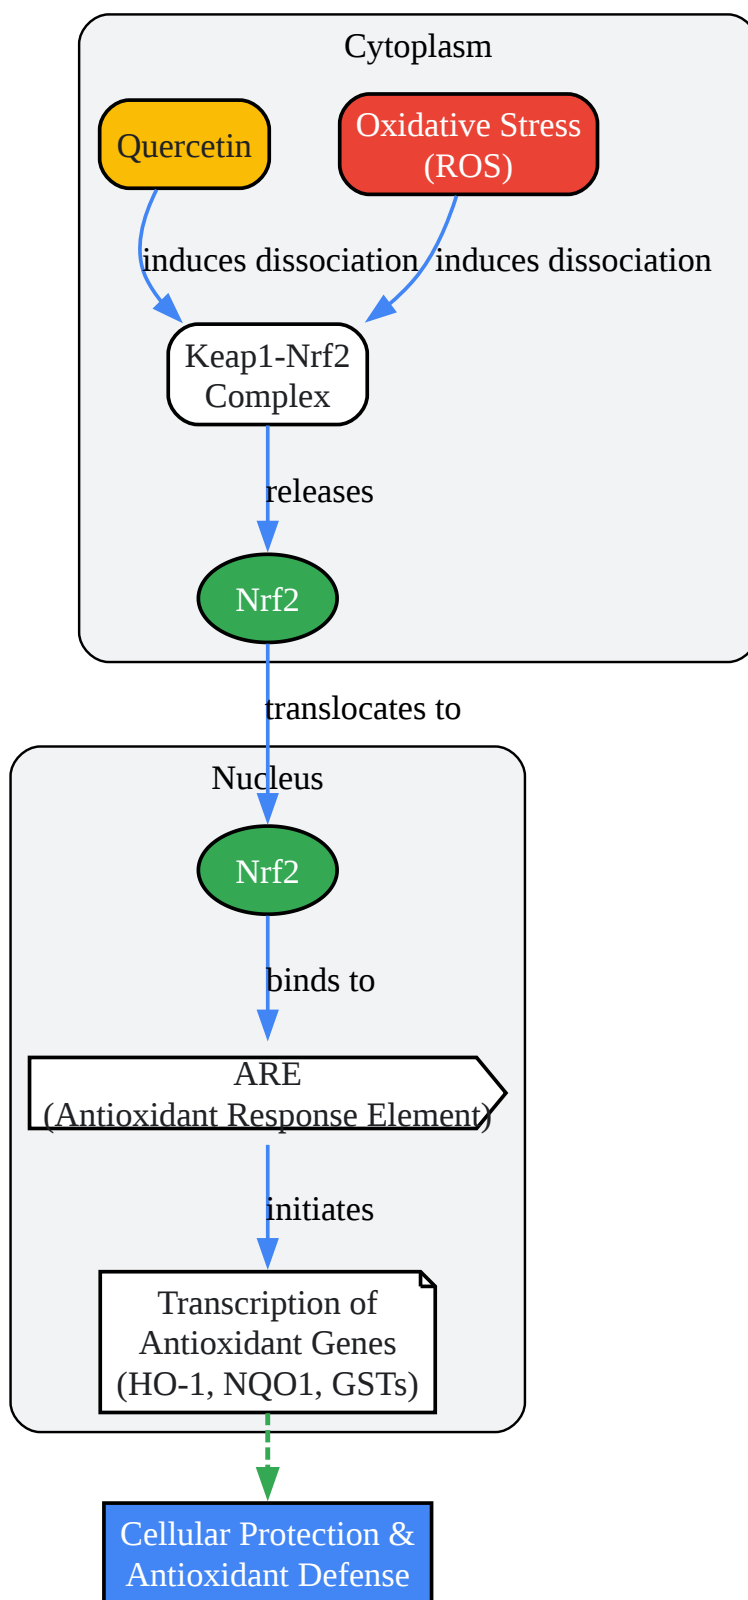 Cytoplasm
Quercetin
Oxidative Stress
(ROS)
induces dissociation
induces dissociation
Keap1-Nrf2
Complex
releases
Nrf2
translocates to
Nucleus
Nrf2
binds to
ARE
(Antioxidant Response Element)
initiates
Transcription of
Antioxidant Genes
(HO-1, NQO1, GSTs)
Cellular Protection &
Antioxidant Defense